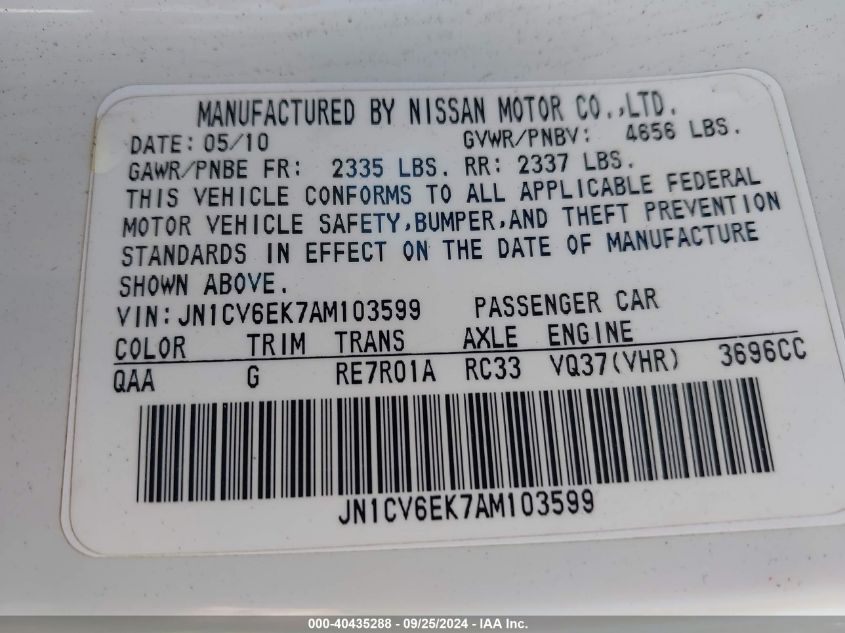 MANUFACTURED BY NISSAN MOTOR CO.,LTD.
DATE: 05/10 GVWR/PNBV: 4656 LBS.
GAWR/PNBE FR: 2335 LBS. RR: 2337 LBS.
THIS VEHICLE CONFORMS TO ALL APPLICABLE FEDERAL
MOTOR VEHICLE SAFETY,BUMPER,AND THEFT PREVENTION
STANDARDS IN EFFECT ON THE DATE OF MANUFACTURE
SHOWN ABOVE.
VIN: JN1CV6EK7AM103599 PASSENGER CAR
COLOR TRIM TRANS AXLE ENGINE
QAA G RE7R01A RC33 VQ37(VHR) 3696CC
JN1CV6EK7AM103599
000-40435288 - 09/25/2024 - IAA Inc.